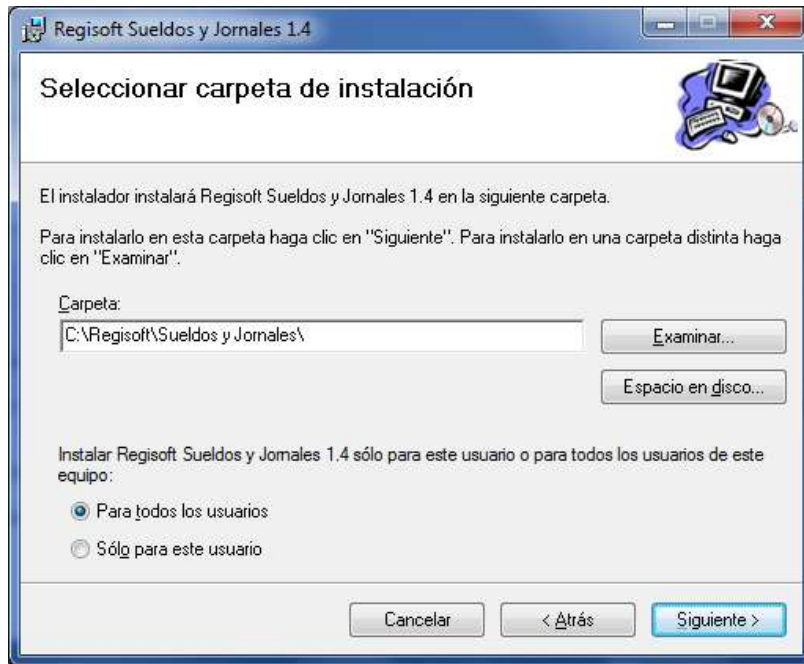 Regisoft Sueldos y Jornales 1.4
Seleccionar carpeta de instalación
El instalador instalará Regisoft Sueldos y Jornales 1.4 en la siguiente carpeta.
Para instalarlo en esta carpeta haga clic en "Siguiente". Para instalarlo en una carpeta distinta haga
clic en "Examinar".
Carpeta:
C:\Regisoft\Sueldos y Jornales\
Examinar...
Espacio en disco...
Instalar Regisoft Sueldos y Jornales 1.4 sólo para este usuario o para todos los usuarios de este
equipo:
Para todos los usuarios
Sólo para este usuario
Cancelar
< Atrás
Siguiente >